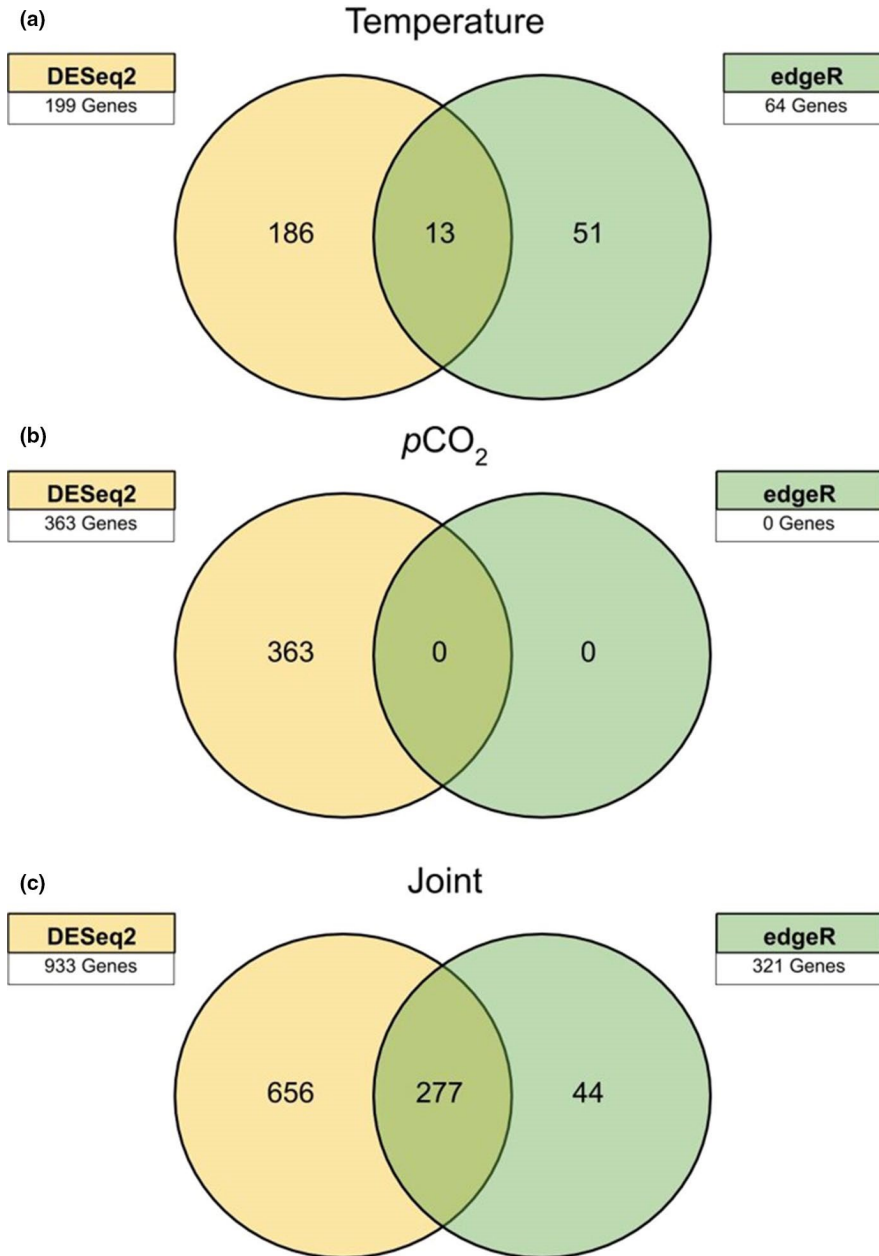 (a)
Temperature
DESeq2
199 Genes
edgeR
64 Genes
186
13
51
(b)
pCO₂
DESeq2
363 Genes
edgeR
0 Genes
363
0
0
(c)
Joint
DESeq2
933 Genes
edgeR
321 Genes
656
277
44